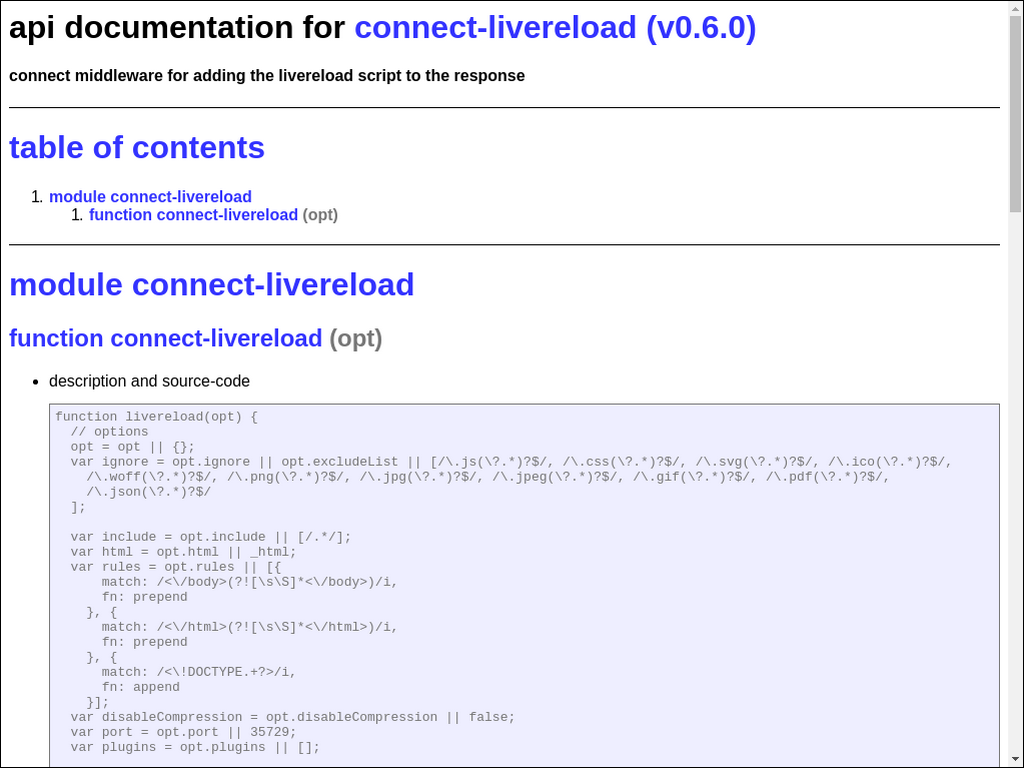 api documentation for connect-livereload (v0.6.0)
connect middleware for adding the livereload script to the response
table of contents
1. module connect-livereload
1. function connect-livereload (opt)
module connect-livereload
function connect-livereload (opt)
• description and source-code
function livereload(opt) {
  // options
  opt = opt || {};
  var ignore = opt.ignore || opt.excludeList || [/\.js(\?.*)?$/, /\.css(\?.*)?$/, /\.svg(\?.*)?$/, /\.ico(\?.*)?$/,
    /\.woff(\?.*)?$/, /\.png(\?.*)?$/, /\.jpg(\?.*)?$/, /\.jpeg(\?.*)?$/, /\.gif(\?.*)?$/, /\.pdf(\?.*)?$/,
    /\.json(\?.*)?$/
  ];
  var include = opt.include || [/.*/];
  var html = opt.html || _html;
  var rules = opt.rules || [{
      match: /<\/body>(?![\s\S]*<\/body>)/i,
      fn: prepend
    }, {
      match: /<\/html>(?![\s\S]*<\/html>)/i,
      fn: prepend
    }, {
      match: /<\!DOCTYPE.+?>/i,
      fn: append
    }];
  var disableCompression = opt.disableCompression || false;
  var port = opt.port || 35729;
  var plugins = opt.plugins || [];